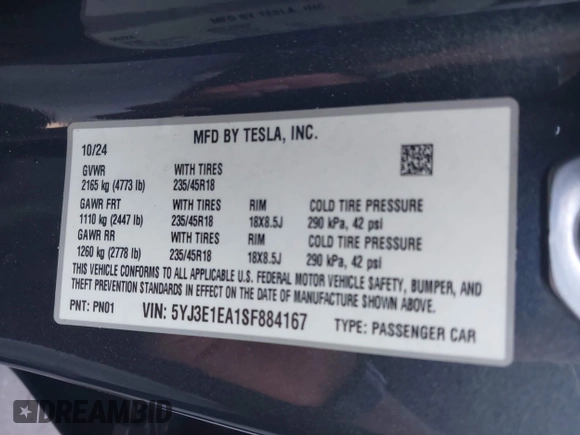 MFD BY TESLA, INC.
10/24
GVWR WITH TIRES
2165 kg (4773 lb) 235/45R18
GAWR FRT WITH TIRES RIM COLD TIRE PRESSURE
1110 kg (2447 lb) 235/45R18 18X8.5J 290 kPa, 42 psi
GAWR RR WITH TIRES RIM COLD TIRE PRESSURE
1260 kg (2778 lb) 235/45R18 18X8.5J 290 kPa, 42 psi
THIS VEHICLE CONFORMS TO ALL APPLICABLE U.S. FEDERAL MOTOR VEHICLE SAFETY, BUMPER, AND
THEFT PREVENTION STANDARDS IN EFFECT ON THE DATE OF MANUFACTURE SHOWN ABOVE.
PNT: PN01 VIN: 5YJ3E1EA1SF884167 TYPE: PASSENGER CAR
DREAMBID